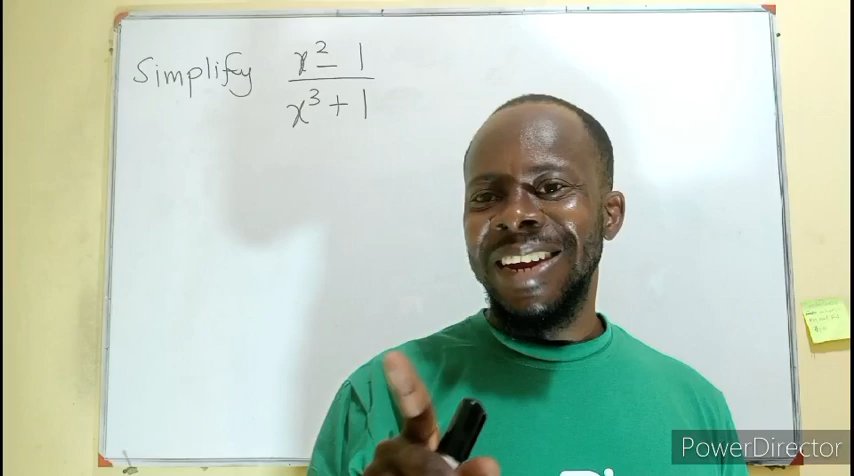 Simplify x² - 1
x³ + 1
PowerDirector